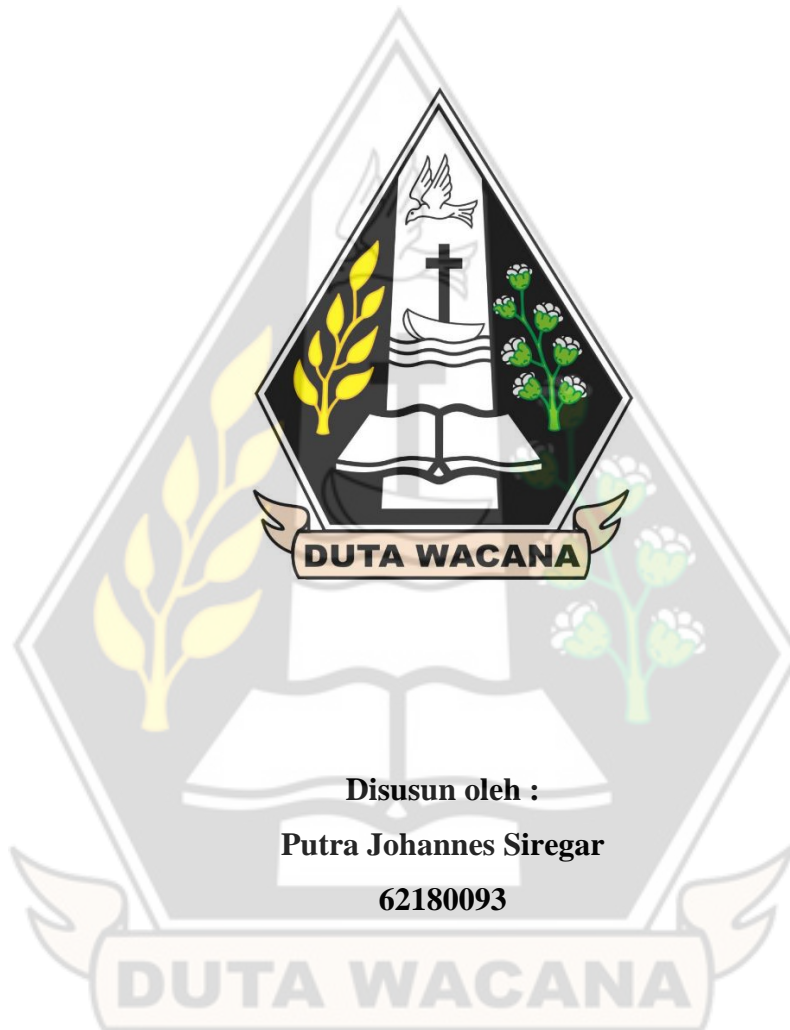 DUTA WACANA
Disusun oleh :
Putra Johannes Siregar
62180093
DUTA WACANA